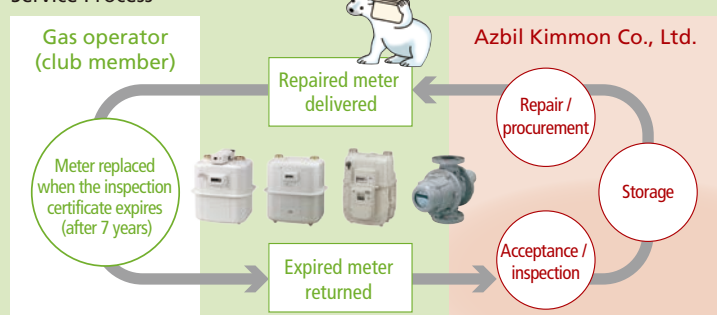 Service Process
Gas operator
(club member)
Azbil Kimmon Co., Ltd.
Repaired meter
delivered
Repair /
procurement
Meter replaced
when the inspection
certificate expires
(after 7 years)
Storage
Acceptance /
inspection
Expired meter
returned